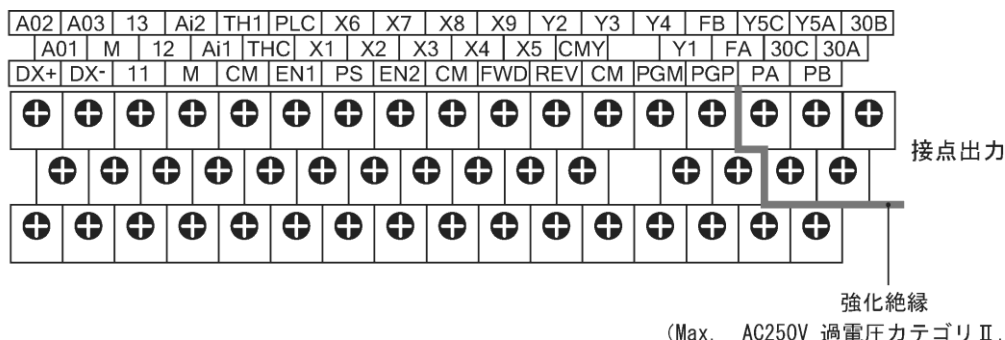 A02 A03 13 Ai2 TH1 PLC X6 X7 X8 X9 Y2 Y3 Y4 FB Y5C Y5A 30B
A01 M 12 Ai1 THC X1 X2 X3 X4 X5 CMY Y1 FA 30C 30A
DX+ DX- 11 M CM EN1 PS EN2 CM FWD REV CM PGM PGP PA PB
接点出力
強化絶縁
(Max. AC250V 過電圧カテゴリⅡ,